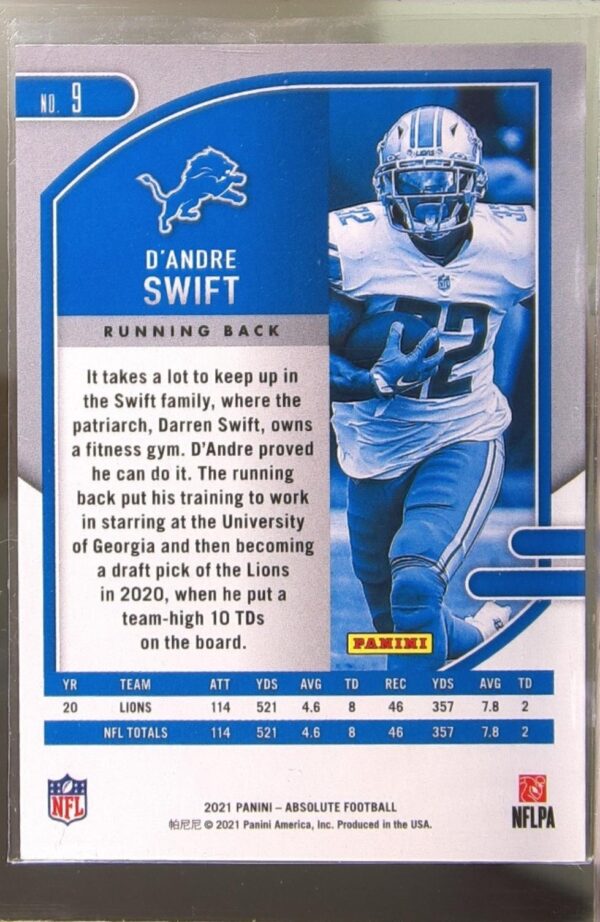 NO. 9
LIONS
32
32
D'ANDRE
SWIFT
RUNNING BACK
It takes a lot to keep up in
the Swift family, where the
patriarch, Darren Swift, owns
a fitness gym. D'Andre proved
he can do it. The running
back put his training to work
in starring at the University
of Georgia and then becoming
a draft pick of the Lions
in 2020, when he put a
team-high 10 TDs
on the board.
PANINI
YR TEAM ATT YDS AVG TD REC YDS AVG TD
20 LIONS 114 521 4.6 8 46 357 7.8 2
NFL TOTALS 114 521 4.6 8 46 357 7.8 2
NFL
2021 PANINI – ABSOLUTE FOOTBALL
帕尼尼 © 2021 Panini America, Inc. Produced in the USA.
NFLPA